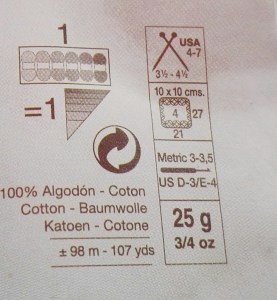 1
=1
100% Algodón - Coton
Cotton - Baumwolle
Katoen - Cotone
± 98 m - 107 yds
USA
4-7
3½ - 4½
10 x 10 cms.
4
27
21
Metric 3-3,5
US D-3/E-4
25 g
3/4 oz